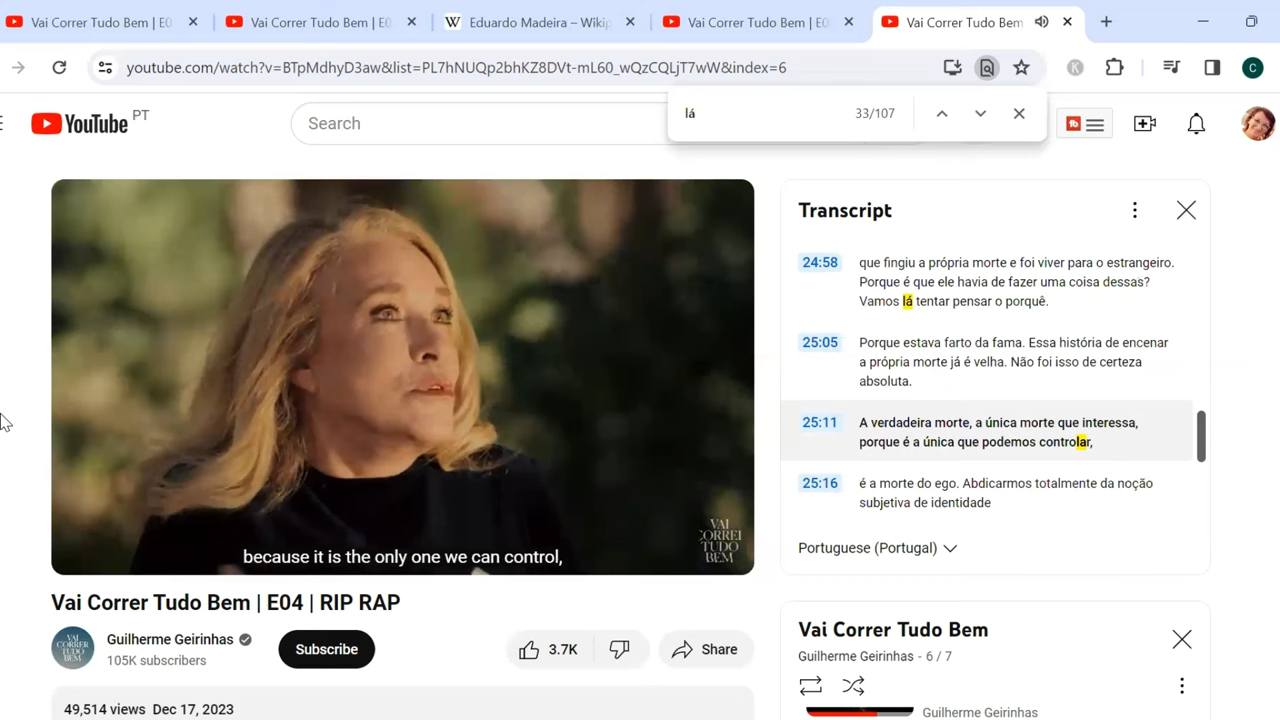 Vai Correr Tudo Bem | E0
Vai Correr Tudo Bem | E0
Eduardo Madeira – Wikip
Vai Correr Tudo Bem | E0
Vai Correr Tudo Bem
youtube.com/watch?v=BTpMdhyD3aw&list=PL7hNUQp2bhKZ8DVt-mL60_wQzCQLjT7wW&index=6
K
C
lá
33/107
YouTube PT
Search
Transcript
24:58
que fingiu a própria morte e foi viver para o estrangeiro.
Porque é que ele havia de fazer uma coisa dessas?
Vamos lá tentar pensar o porquê.
25:05
Porque estava farto da fama. Essa história de encenar
a própria morte já é velha. Não foi isso de certeza
absoluta.
25:11
A verdadeira morte, a única morte que interessa,
porque é a única que podemos controlar,
25:16
é a morte do ego. Abdicarmos totalmente da noção
subjetiva de identidade
Portuguese (Portugal)
VAI
CORRER
TUDO
BEM
because it is the only one we can control,
Vai Correr Tudo Bem | E04 | RIP RAP
VAI
CORRER
TUDO
BEM
Guilherme Geirinhas
105K subscribers
Subscribe
3.7K
Share
49,514 views Dec 17, 2023
Vai Correr Tudo Bem
Guilherme Geirinhas - 6 / 7
Guilherme Geirinhas